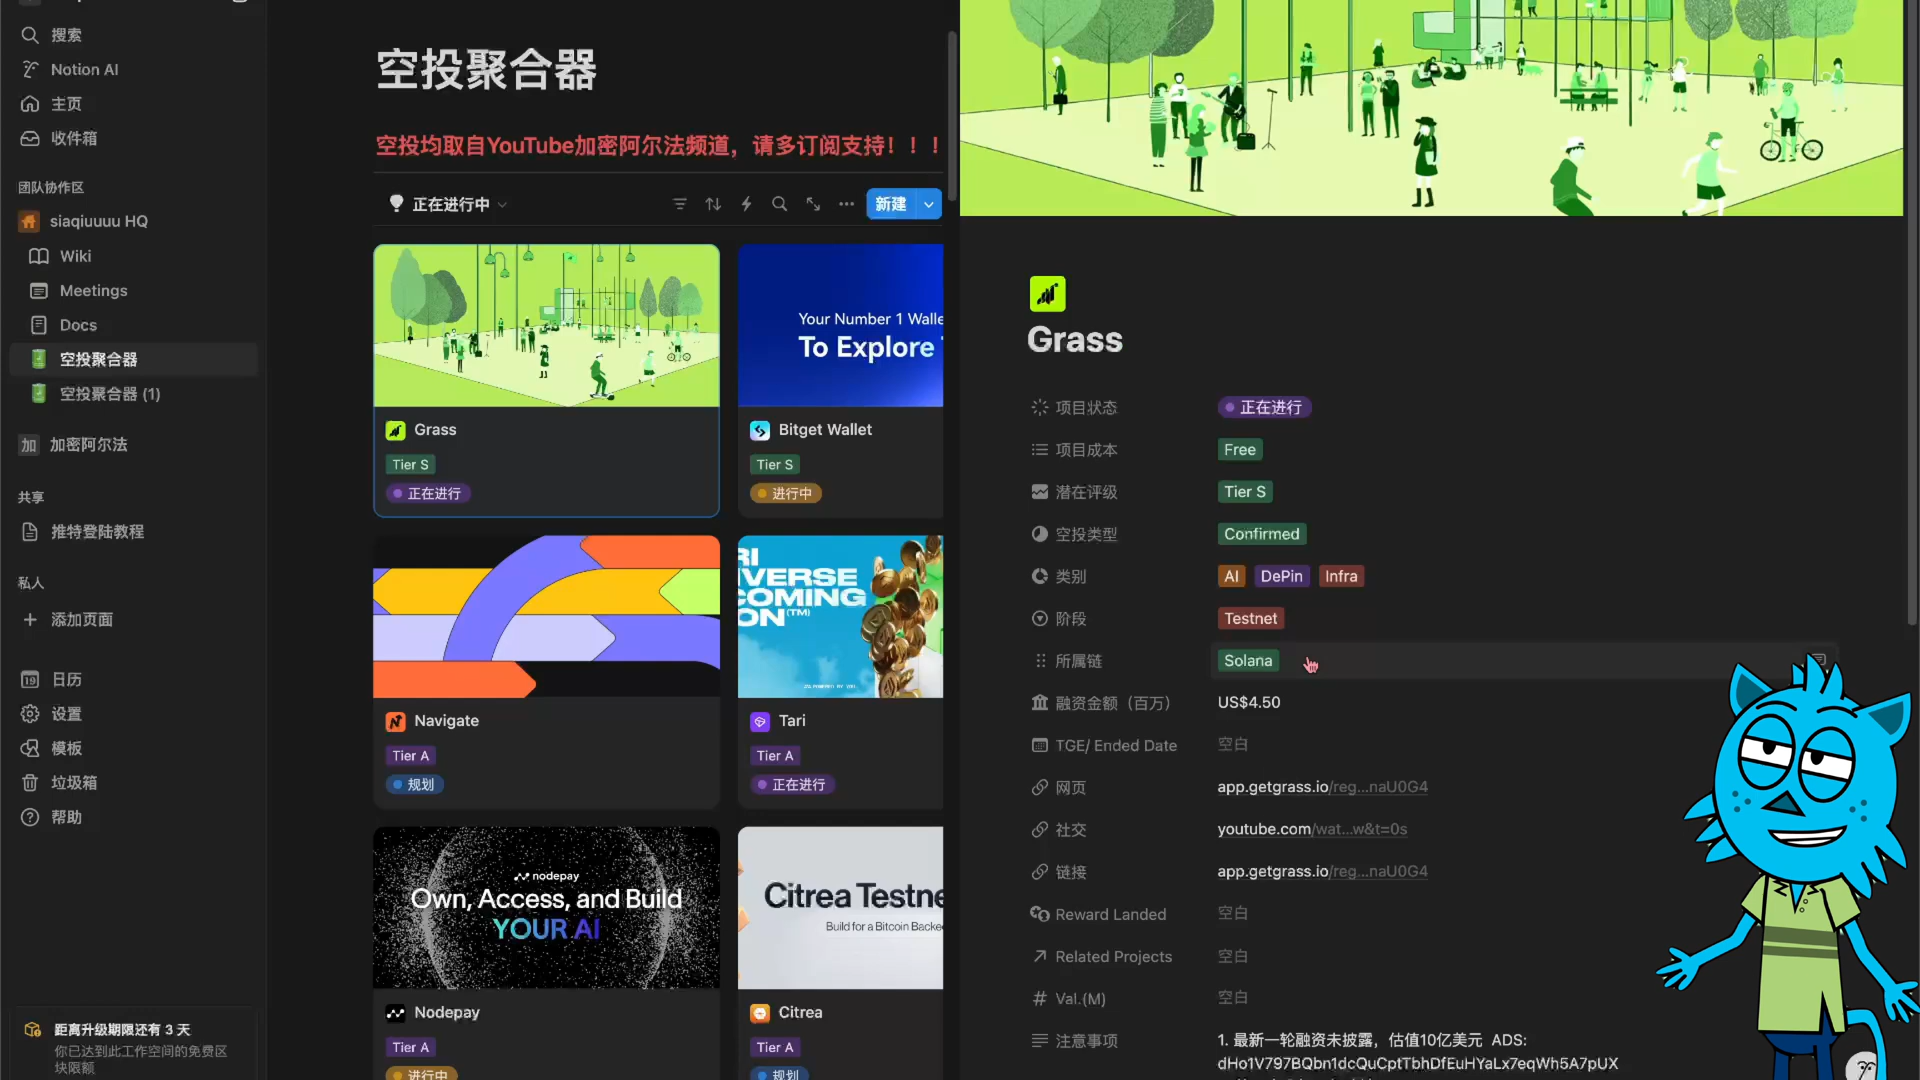 搜索
Notion AI
主页
收件箱
团队协作区
siaqiuuuu HQ
Wiki
Meetings
Docs
空投聚合器
空投聚合器 (1)
加 加密阿尔法
共享
推特登陆教程
私人
添加页面
19 日历
设置
模板
垃圾箱
帮助
距离升级期限还有 3 天
你已达到此工作空间的免费区
块限额
空投聚合器
空投均取自YouTube加密阿尔法频道，请多订阅支持！！！
正在进行中
新建
Grass
Tier S
正在进行
Your Number 1 Walle
To Explore
Bitget Wallet
Tier S
进行中
Navigate
Tier A
规划
RI
IVERSE
COMING
ON(TM)
Tari
Tier A
正在进行
nodepay
Own, Access, and Build
YOUR AI
Nodepay
Tier A
进行中
Citrea Testne
Build for a Bitcoin Backe
Citrea
Tier A
规划
Grass
项目状态 正在进行
项目成本 Free
潜在评级 Tier S
空投类型 Confirmed
类别 AI DePin Infra
阶段 Testnet
所属链 Solana
融资金额（百万） US$4.50
TGE/ Ended Date 空白
网页 app.getgrass.io/reg...naU0G4
社交 youtube.com/wat...w&t=0s
链接 app.getgrass.io/reg...naU0G4
Reward Landed 空白
Related Projects 空白
# Val.(M) 空白
注意事项 1. 最新一轮融资未披露，估值10亿美元 ADS:
dHo1V797BQbn1dcQuCptTbhDfEuHYaLx7eqWh5A7pUX